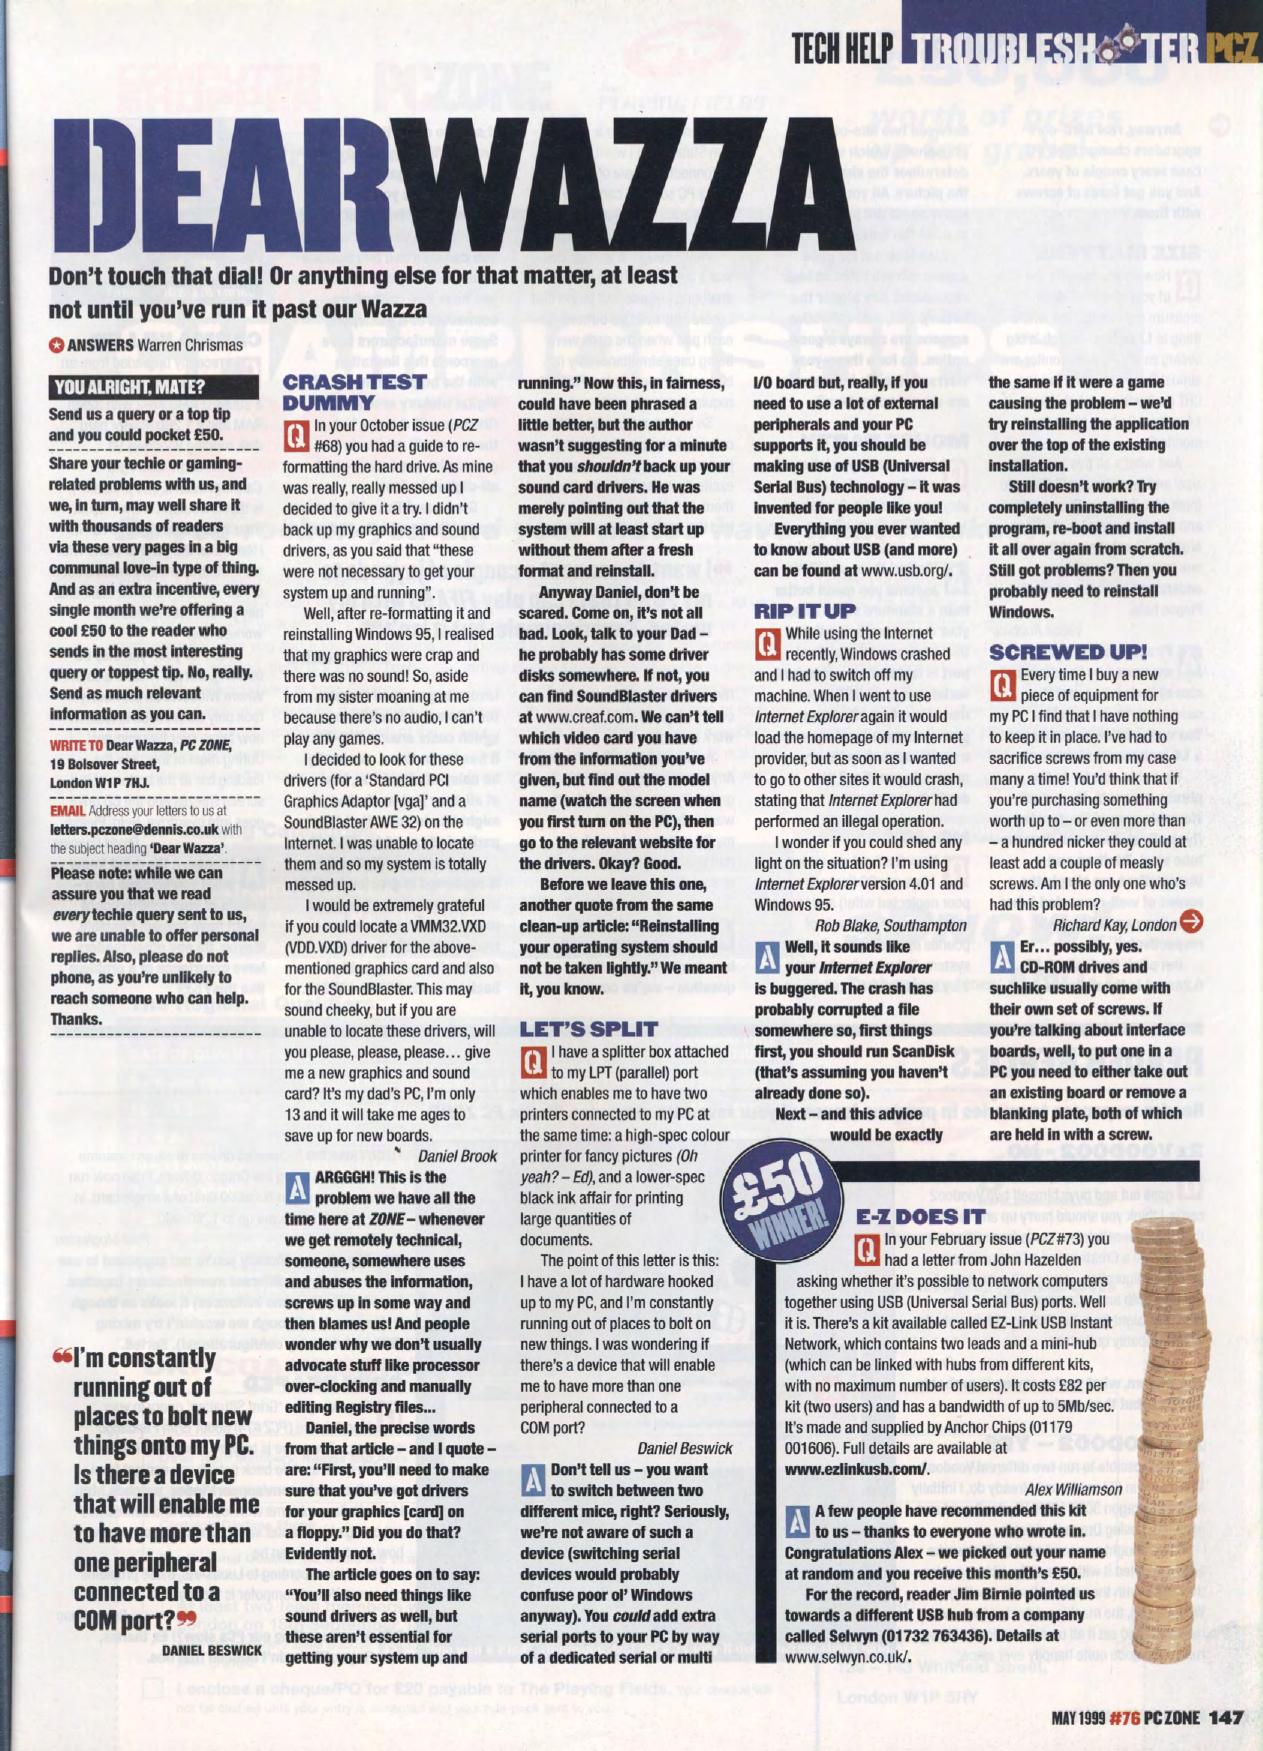 TECH HELP TROUBLESHOOTER PCZ
DEAR WAZZA
Don't touch that dial! Or anything else for that matter, at least
not until you've run it past our Wazza
ANSWERS Warren Chrismas
YOU ALRIGHT, MATE?
Send us a query or a top tip
and you could pocket £50.
Share your techie or gaming-
related problems with us, and
we, in turn, may well share it
with thousands of readers
via these very pages in a big
communal love-in type of thing.
And as an extra incentive, every
single month we're offering a
cool £50 to the reader who
sends in the most interesting
query or toppest tip. No, really.
Send as much relevant
information as you can.
WRITE TO Dear Wazza, PC ZONE,
19 Bolsover Street,
London W1P 7HJ.
EMAIL Address your letters to us at
letters.pczone@dennis.co.uk with
the subject heading 'Dear Wazza'.
Please note: while we can
assure you that we read
every techie query sent to us,
we are unable to offer personal
replies. Also, please do not
phone, as you're unlikely to
reach someone who can help.
Thanks.
“I'm constantly
running out of
places to bolt new
things onto my PC.
Is there a device
that will enable me
to have more than
one peripheral
connected to a
COM port?”
DANIEL BESWICK
CRASH TEST
DUMMY
Q In your October issue (PCZ
#68) you had a guide to re-
formatting the hard drive. As mine
was really, really messed up I
decided to give it a try. I didn't
back up my graphics and sound
drivers, as you said that “these
were not necessary to get your
system up and running”.
Well, after reformatting it and
reinstalling Windows 95, I realised
that my graphics were crap and
there was no sound! So, aside
from my sister moaning at me
because there's no audio, I can't
play any games.
I decided to look for these
drivers (for a 'Standard PCI
Graphics Adaptor [vga]' and a
SoundBlaster AWE 32) on the
Internet. I was unable to locate
them and so my system is totally
messed up.
I would be extremely grateful
if you could locate a VMM32.VXD
(VDD.VXD) driver for the above-
mentioned graphics card and also
for the SoundBlaster. This may
sound cheeky, but if you are
unable to locate these drivers, will
you please, please, please... give
me a new graphics and sound
card? It's my dad's PC, I'm only
13 and it will take me ages to
save up for new boards.
Daniel Brook
A ARGGGH! This is the
problem we have all the
time here at ZONE – whenever
we get remotely technical,
someone, somewhere uses
and abuses the information,
screws up in some way and
then blames us! And people
wonder why we don't usually
advocate stuff like processor
over-clocking and manually
editing Registry files...
Daniel, the precise words
from that article – and I quote –
are: “First, you'll need to make
sure that you've got drivers
for your graphics [card] on
a floppy.” Did you do that?
Evidently not.
The article goes on to say:
“You'll also need things like
sound drivers as well, but
these aren't essential for
getting your system up and
running.” Now this, in fairness,
could have been phrased a
little better, but the author
wasn't suggesting for a minute
that you shouldn't back up your
sound card drivers. He was
merely pointing out that the
system will at least start up
without them after a fresh
format and reinstall.
Anyway Daniel, don't be
scared. Come on, it's not all
bad. Look, talk to your Dad –
he probably has some driver
disks somewhere. If not, you
can find SoundBlaster drivers
at www.creaf.com. We can't tell
which video card you have
from the information you've
given, but find out the model
name (watch the screen when
you first turn on the PC), then
go to the relevant website for
the drivers. Okay? Good.
Before we leave this one,
another quote from the same
clean-up article: “Reinstalling
your operating system should
not be taken lightly.” We meant
it, you know.
LET'S SPLIT
Q I have a splitter box attached
to my LPT (parallel) port
which enables me to have two
printers connected to my PC at
the same time: a high-spec colour
printer for fancy pictures (Oh
yeah? – Ed), and a lower-spec
black ink affair for printing
large quantities of
documents.
The point of this letter is this:
I have a lot of hardware hooked
up to my PC, and I'm constantly
running out of places to bolt on
new things. I was wondering if
there's a device that will enable
me to have more than one
peripheral connected to a
COM port?
Daniel Beswick
A Don't tell us – you want
to switch between two
different mice, right? Seriously,
we're not aware of such a
device (switching serial
devices would probably
confuse poor ol' Windows
anyway). You could add extra
serial ports to your PC by way
of a dedicated serial or multi
I/O board but, really, if you
need to use a lot of external
peripherals and your PC
supports it, you should be
making use of USB (Universal
Serial Bus) technology – it was
invented for people like you!
Everything you ever wanted
to know about USB (and more)
can be found at www.usb.org/.
RIP IT UP
Q While using the Internet
recently, Windows crashed
and I had to switch off my
machine. When I went to use
Internet Explorer again it would
load the homepage of my Internet
provider, but as soon as I wanted
to go to other sites it would crash,
stating that Internet Explorer had
performed an illegal operation.
I wonder if you could shed any
light on the situation? I'm using
Internet Explorer version 4.01 and
Windows 95.
Rob Blake, Southampton
A Well, it sounds like
your Internet Explorer
is buggered. The crash has
probably corrupted a file
somewhere so, first things
first, you should run ScanDisk
(that's assuming you haven't
already done so).
Next – and this advice
would be exactly
the same if it were a game
causing the problem – we'd
try reinstalling the application
over the top of the existing
installation.
Still doesn't work? Try
completely uninstalling the
program, re-boot and install
it all over again from scratch.
Still got problems? Then you
probably need to reinstall
Windows.
SCREWED UP!
Q Every time I buy a new
piece of equipment for
my PC I find that I have nothing
to keep it in place. I've had to
sacrifice screws from my case
many a time! You'd think that if
you're purchasing something
worth up to – or even more than
– a hundred nicker they could at
least add a couple of measly
screws. Am I the only one who's
had this problem?
Richard Kay, London
A Er... possibly, yes.
CD-ROM drives and
suchlike usually come with
their own set of screws. If
you're talking about interface
boards, well, to put one in a
PC you need to either take out
an existing board or remove a
blanking plate, both of which
are held in with a screw.
£50
WINNER!
E-Z DOES IT
Q In your February issue (PCZ #73) you
had a letter from John Hazelden
asking whether it's possible to network computers
together using USB (Universal Serial Bus) ports. Well
it is. There's a kit available called EZ-Link USB Instant
Network, which contains two leads and a mini-hub
(which can be linked with hubs from different kits,
with no maximum number of users). It costs £82 per
kit (two users) and has a bandwidth of up to 5Mb/sec.
It's made and supplied by Anchor Chips (01179
001606). Full details are available at
www.ezlinkusb.com/.
Alex Williamson
A A few people have recommended this kit
to us – thanks to everyone who wrote in.
Congratulations Alex – we picked out your name
at random and you receive this month's £50.
For the record, reader Jim Birnie pointed us
towards a different USB hub from a company
called Selwyn (01732 763436). Details at
www.selwyn.co.uk/.
MAY 1999 #76 PC ZONE 147